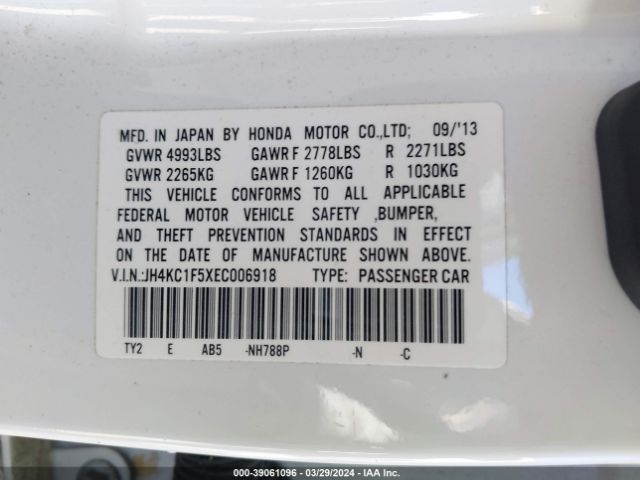 MFD. IN JAPAN BY HONDA MOTOR CO.,LTD; 09/'13
GVWR 4993LBS GAWR F 2778LBS R 2271LBS
GVWR 2265KG GAWR F 1260KG R 1030KG
THIS VEHICLE CONFORMS TO ALL APPLICABLE
FEDERAL MOTOR VEHICLE SAFETY ,BUMPER,
AND THEFT PREVENTION STANDARDS IN EFFECT
ON THE DATE OF MANUFACTURE SHOWN ABOVE.
V.I.N.:JH4KC1F5XEC006918 TYPE: PASSENGER CAR
TY2 E AB5 -NH788P -N -C
000-39061096 - 03/29/2024 - IAA Inc.